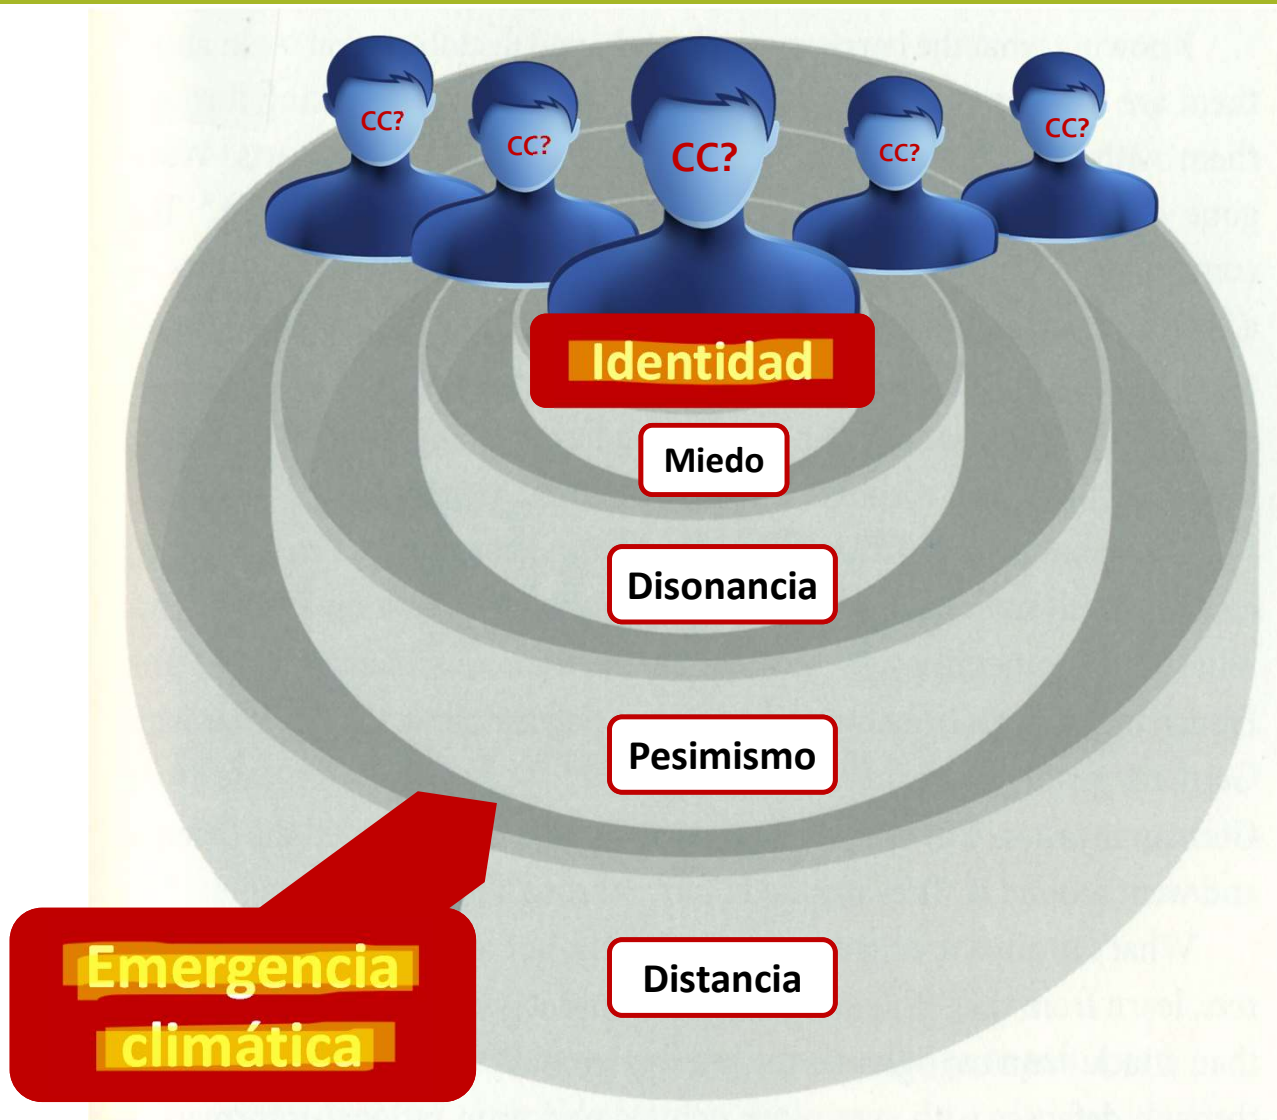 CC?
CC?
CC?
CC?
CC?
Identidad
Miedo
Disonancia
Pesimismo
Distancia
Emergencia
climática